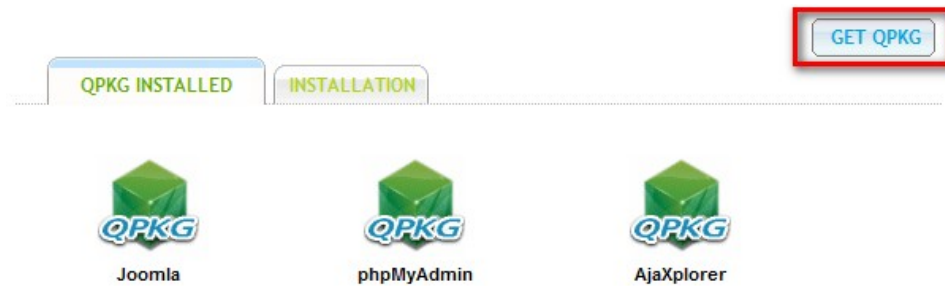 GET QPKG
QPKG INSTALLED INSTALLATION
QPKG QPKG QPKG
Joomla phpMyAdmin AjaXplorer